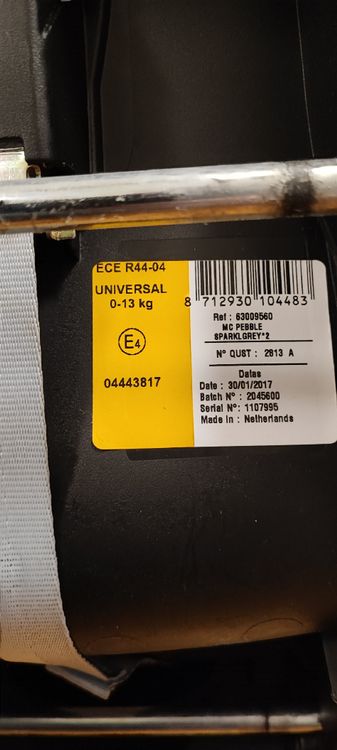 ECE R44-04
UNIVERSAL
0-13 kg
E4
04443817
8 712930 104483
Ref : 63009560
MC PEBBLE
SPARKLGREY*2
N° QUST : 2813 A
Datas
Date : 30/01/2017
Batch N° : 2045600
Serial N°: 1107995
Made in : Netherlands